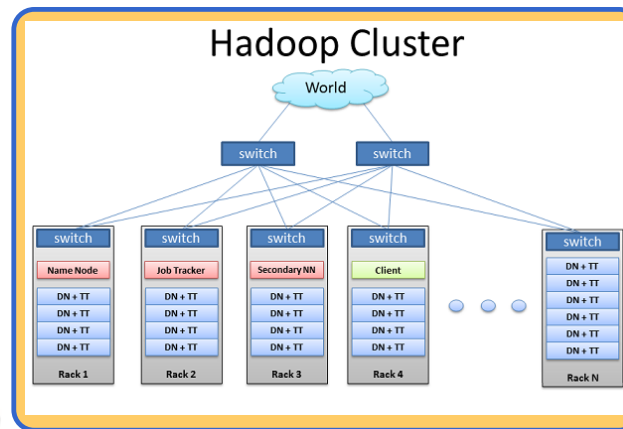 Hadoop Cluster
World
switch switch
switch switch switch switch switch
Name Node Job Tracker Secondary NN Client DN + TT
DN + TT
DN + TT DN + TT DN + TT DN + TT DN + TT
DN + TT DN + TT DN + TT DN + TT DN + TT
DN + TT DN + TT DN + TT DN + TT DN + TT
DN + TT DN + TT DN + TT DN + TT DN + TT
Rack 1 Rack 2 Rack 3 Rack 4 Rack N